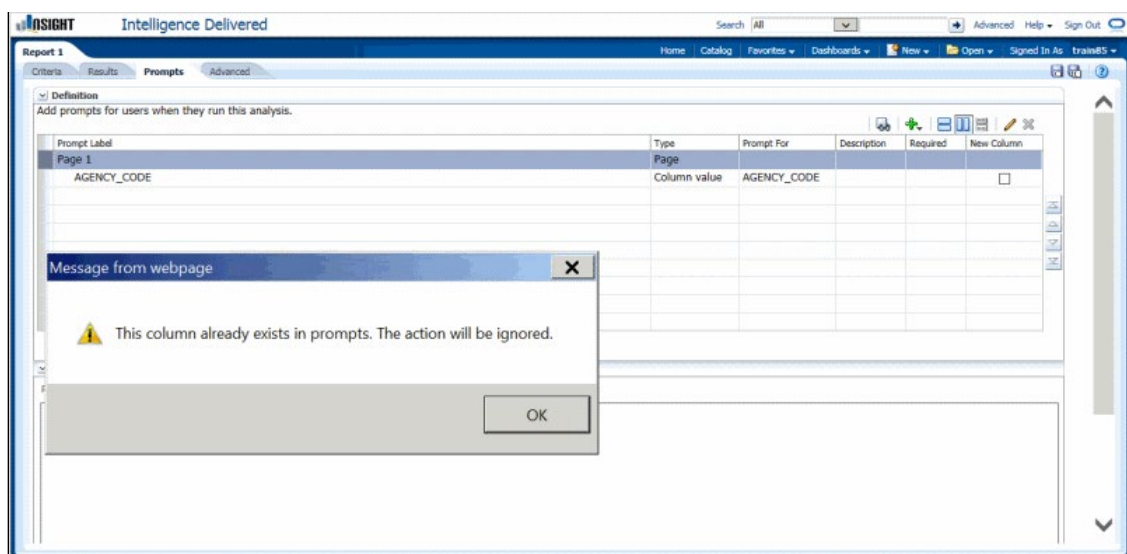 INSIGHT Intelligence Delivered Search All Advanced Help Sign Out
Report 1 Home Catalog Favorites Dashboards New Open Signed In As train85
Criteria Results Prompts Advanced
Definition
Add prompts for users when they run this analysis.
Prompt Label Type Prompt For Description Required New Column
Page 1 Page
AGENCY_CODE Column value AGENCY_CODE
Message from webpage
This column already exists in prompts. The action will be ignored.
OK